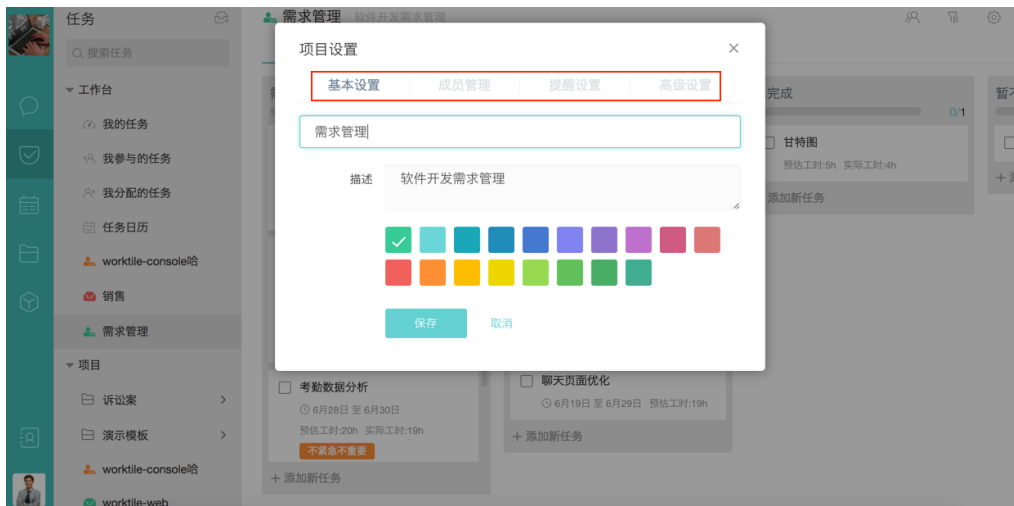 任务
搜索任务
工作台
我的任务
我参与的任务
我分配的任务
任务日历
worktile-console哈
销售
需求管理
项目
诉讼案
演示模板
worktile-console哈
worktile-web
需求管理 软件开发需求管理
项目设置
基本设置 成员管理 提醒设置 高级设置
需求管理
描述 软件开发需求管理
保存 取消
完成
0/1
甘特图
预估工时:5h 实际工时:4h
添加新任务
考勤数据分析
6月28日 至 6月30日
预估工时:20h 实际工时:19h
不紧急不重要
+ 添加新任务
聊天页面优化
6月19日 至 6月29日 预估工时:19h
+ 添加新任务